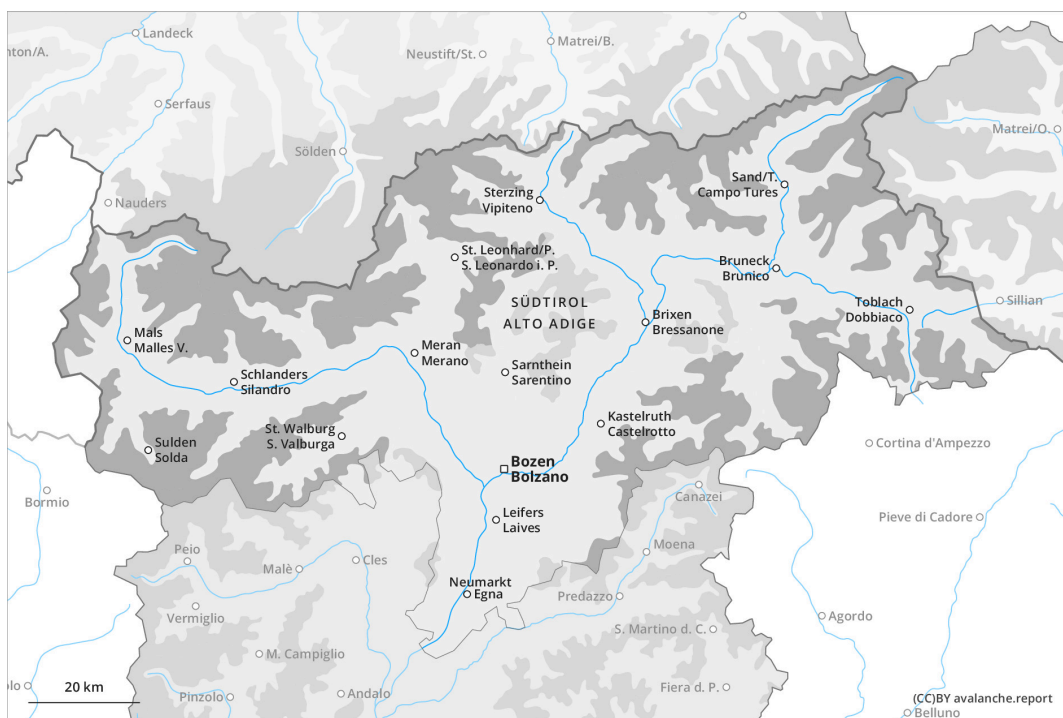 Landeck
nton/A.
Neustift/St.
Matrei/B.
Serfaus
Matrei/O.
Sölden
Sand/T.
Campo Tures
Sterzing
Vipiteno
Nauders
St. Leonhard/P.
S. Leonardo i. P.
Bruneck
Brunico
SÜDTIROL
ALTO ADIGE
Toblach
Dobbiaco
Sillian
Brixen
Bressanone
Mals
Malles V.
Meran
Merano
Sarnthein
Sarentino
Schlanders
Silandro
Kastelruth
Castelrotto
St. Walburg
S. Valburga
Sulden
Solda
Cortina d'Ampezzo
Bozen
Bolzano
Bormio
Canazei
Leifers
Laives
Pieve di Cadore
Peio
Malè
Cles
Moena
Neumarkt
Egna
Predazzo
Vermiglio
Agordo
S. Martino d. C.
M. Campiglio
olo
20 km
Pinzolo
Andalo
Fiera d. P.
(CC)BY avalanche.report
Belluno